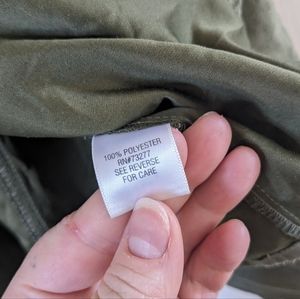 100% POLYESTER
RN#73277
SEE REVERSE
FOR CARE